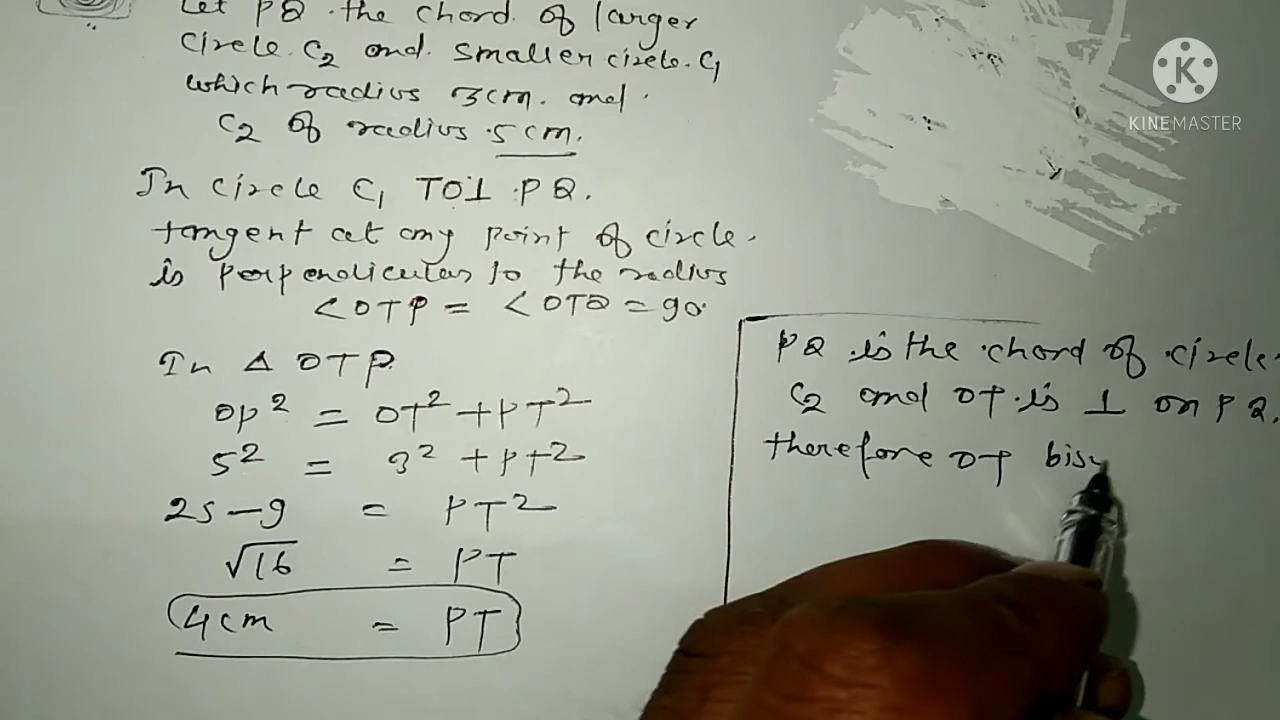 Let PQ the chord of larger
circle C2 and smaller circle C1
which radius 3cm. and
C2 of radius 5cm.
In circle C1 TO⊥ PQ.
tangent at any point of circle
is perpendicular to the radius
<OTP = <OTQ = 90°
In Δ OTP
OP² = OT² + PT²
5² = 3² + PT²
25 - 9 = PT²
√16 = PT
4cm = PT
PQ is the chord of circle
C2 and OT is ⊥ on PQ.
therefore OT bis
K
KINEMASTER